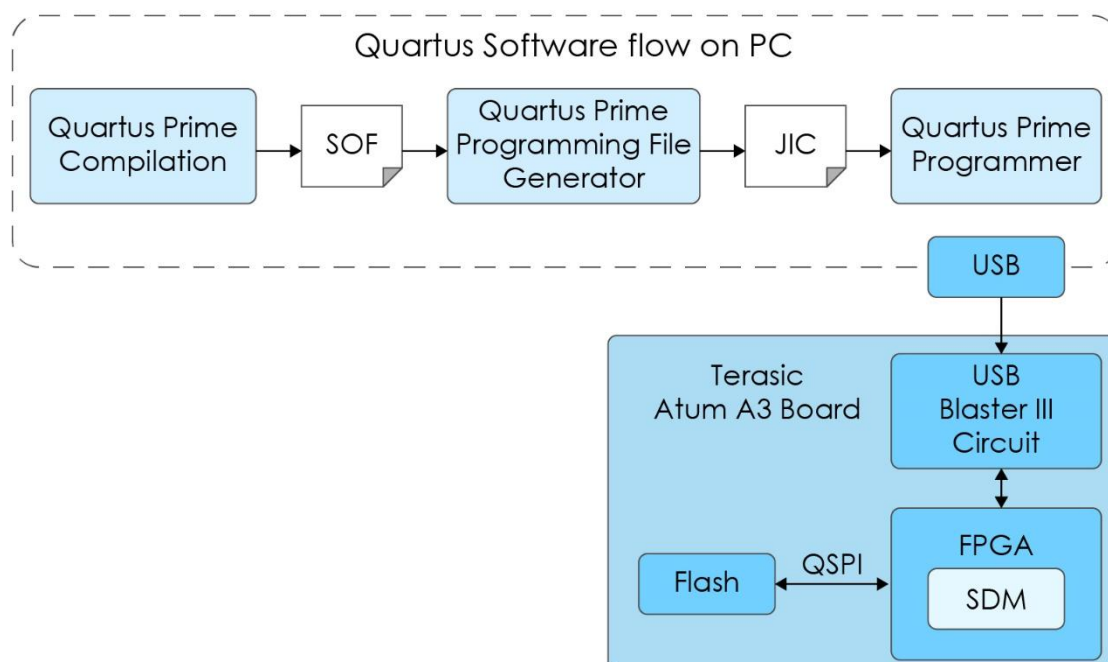 Quartus Software flow on PC
Quartus Prime
Compilation
SOF
Quartus Prime
Programming File
Generator
JIC
Quartus Prime
Programmer
USB
Terasic
Atum A3 Board
USB
Blaster III
Circuit
FPGA
SDM
QSPI
Flash